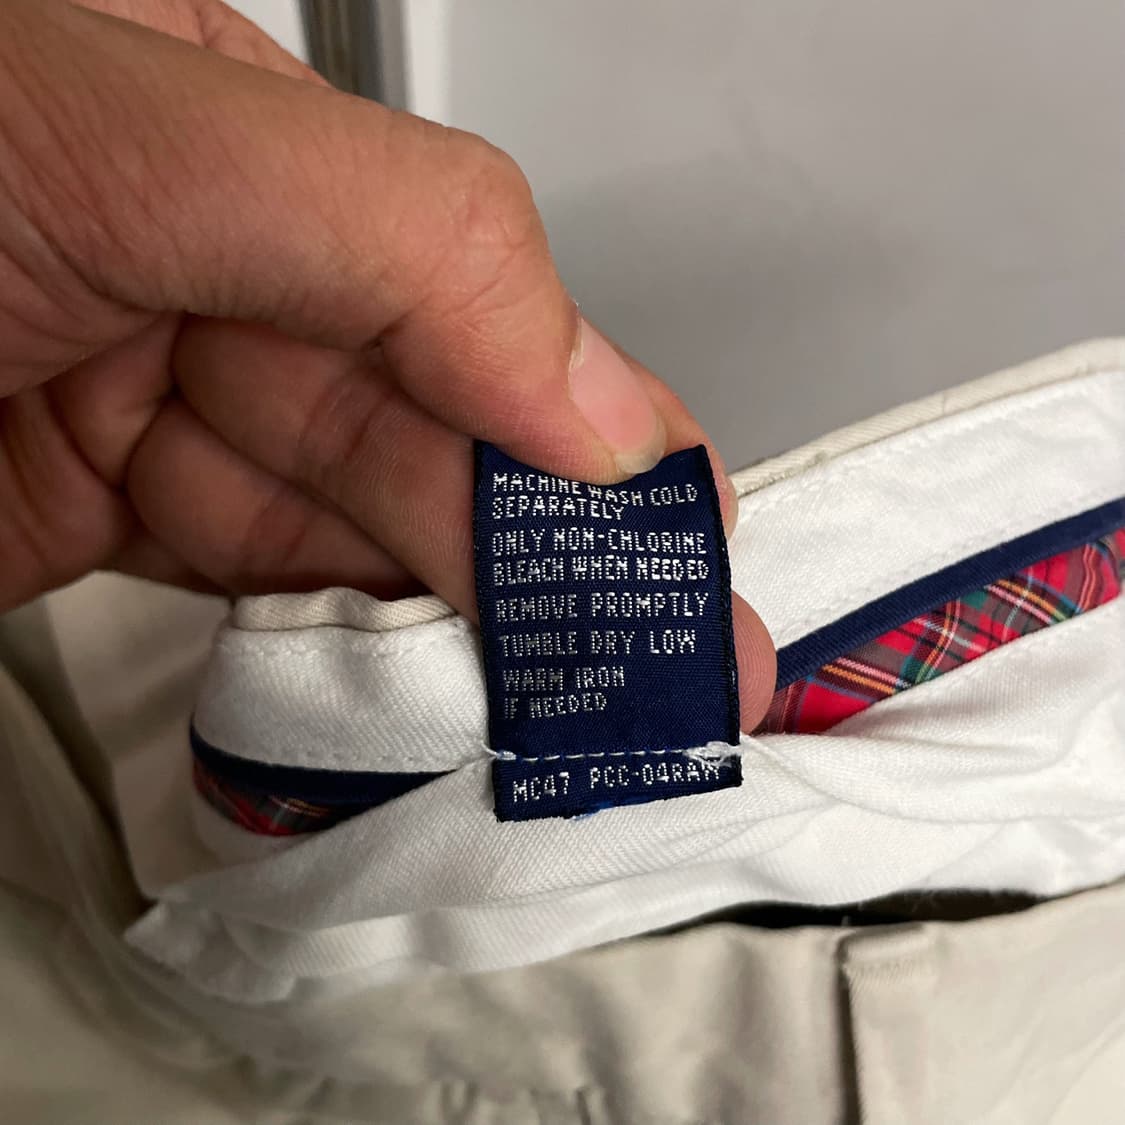 MACHINE WASH COLD
SEPARATELY
ONLY NON-CHLORINE
BLEACH WHEN NEEDED
REMOVE PROMPTLY
TUMBLE DRY LOW
WARM IRON
IF NEEDED
MC47 PCC-04RAW